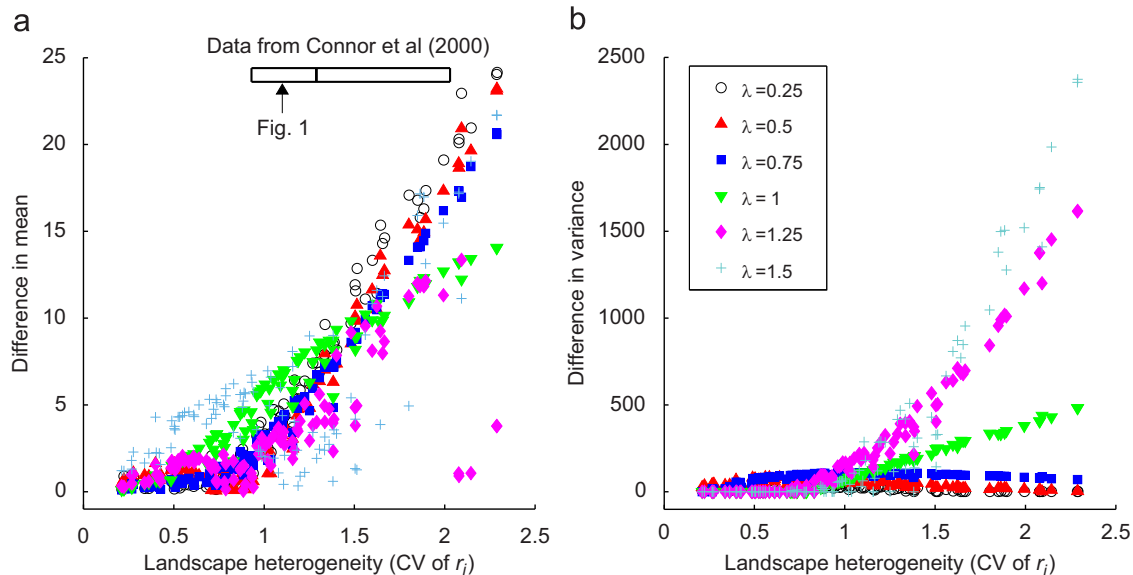 a
Data from Connor et al (2000)
Fig. 1
Difference in mean
25
20
15
10
5
0
0
0.5
1
1.5
2
2.5
Landscape heterogeneity (CV of ri)
b
Difference in variance
2500
2000
1500
1000
500
0
λ=0.25
λ=0.5
λ=0.75
λ=1
λ=1.25
λ=1.5
0
0.5
1
1.5
2
2.5
Landscape heterogeneity (CV of ri)